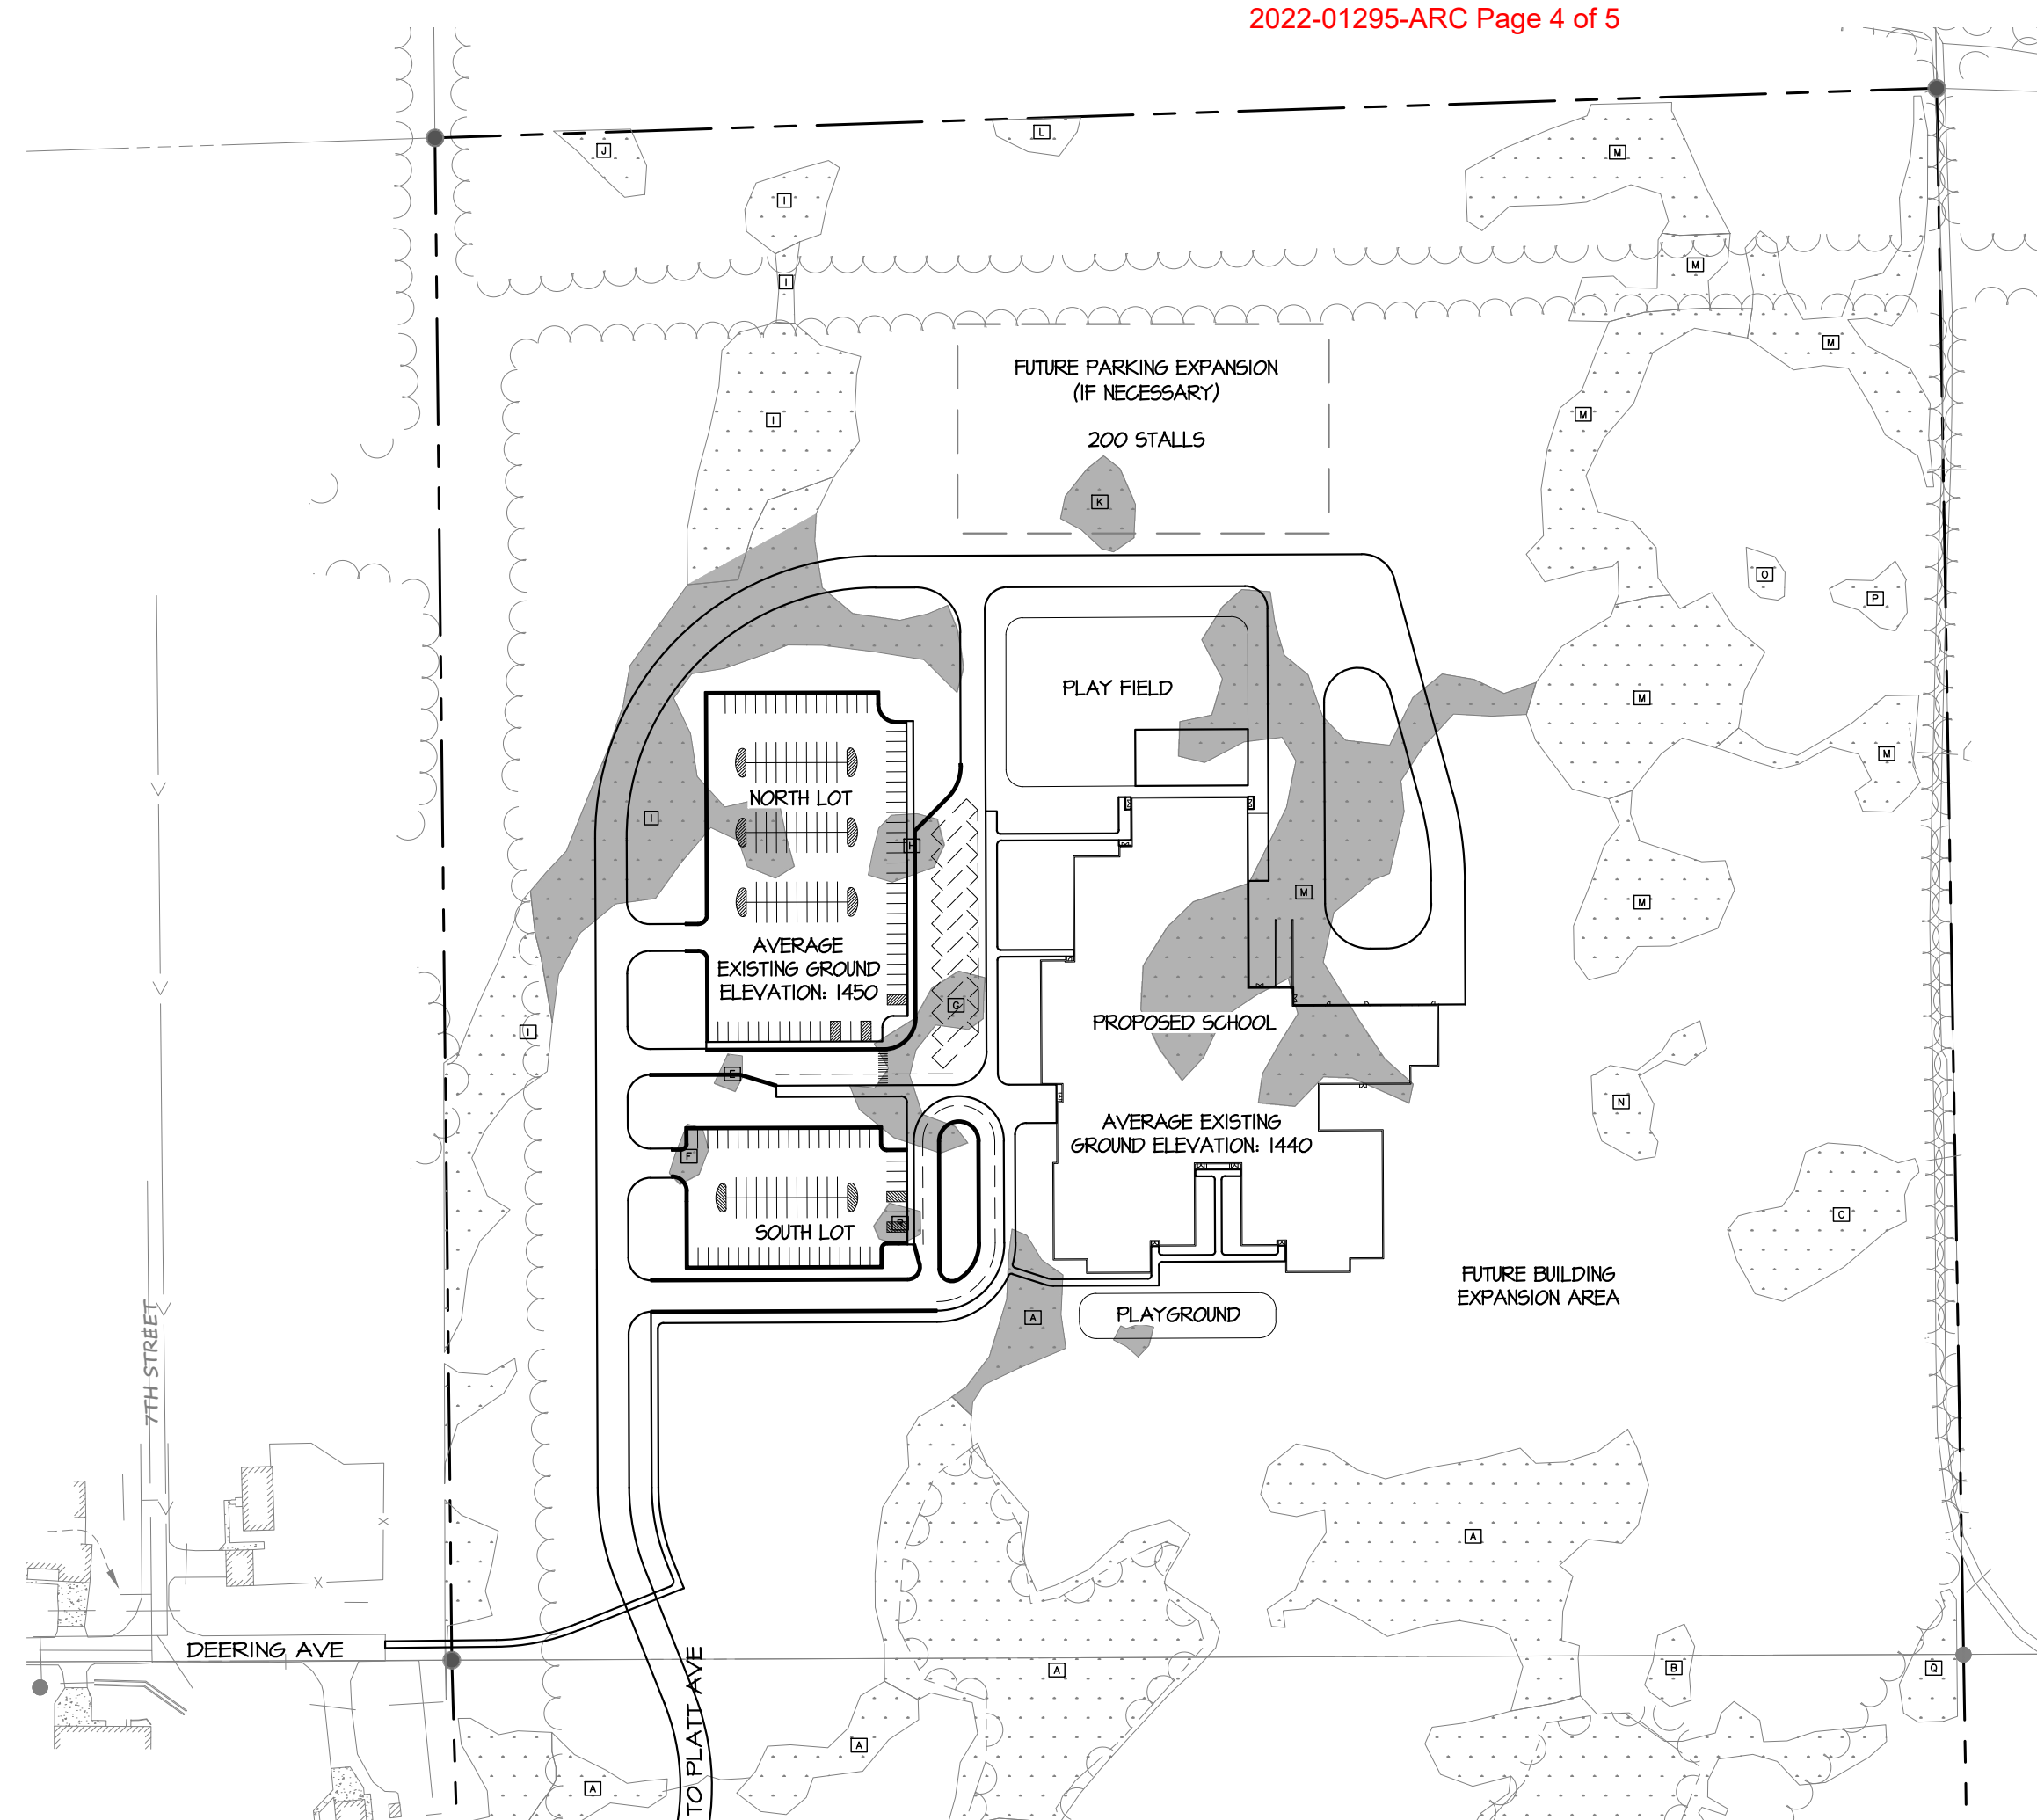 2022-01295-ARC Page 4 of 5
L
J
M
I
M
I
M
FUTURE PARKING EXPANSION
(IF NECESSARY)
200 STALLS
M
I
K
O
P
PLAY FIELD
M
M
NORTH LOT
I
H
M
M
AVERAGE
EXISTING GROUND
ELEVATION: 1450
G
PROPOSED SCHOOL
I
E
N
AVERAGE EXISTING
GROUND ELEVATION: 1440
F
C
R
SOUTH LOT
FUTURE BUILDING
EXPANSION AREA
A
PLAYGROUND
7TH STREET
X
A
X
DEERING AVE
TO PLATT AVE
A
B
Q
A
A